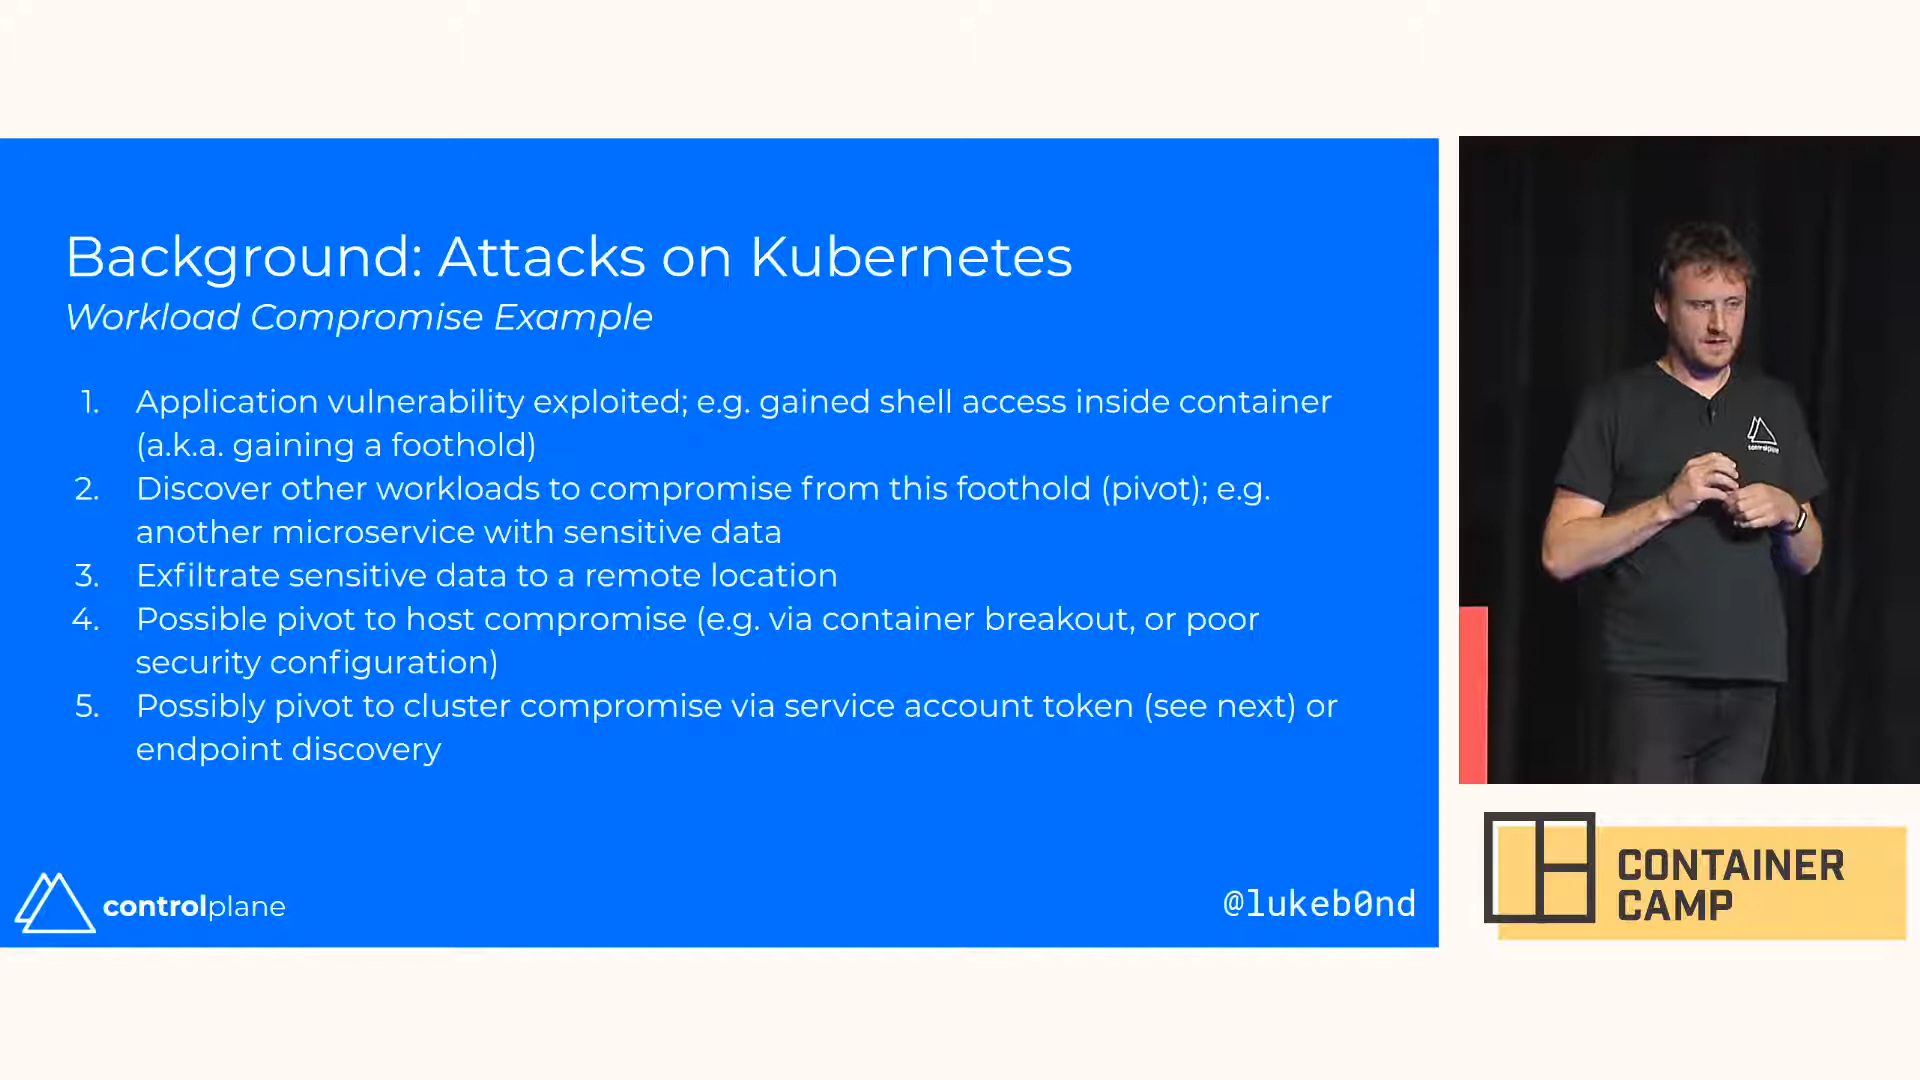 Background: Attacks on Kubernetes
Workload Compromise Example
1. Application vulnerability exploited; e.g. gained shell access inside container
(a.k.a. gaining a foothold)
2. Discover other workloads to compromise from this foothold (pivot); e.g.
another microservice with sensitive data
3. Exfiltrate sensitive data to a remote location
4. Possible pivot to host compromise (e.g. via container breakout, or poor
security configuration)
5. Possibly pivot to cluster compromise via service account token (see next) or
endpoint discovery
controlplane
@lukeb0nd
controlplane
CONTAINER
CAMP